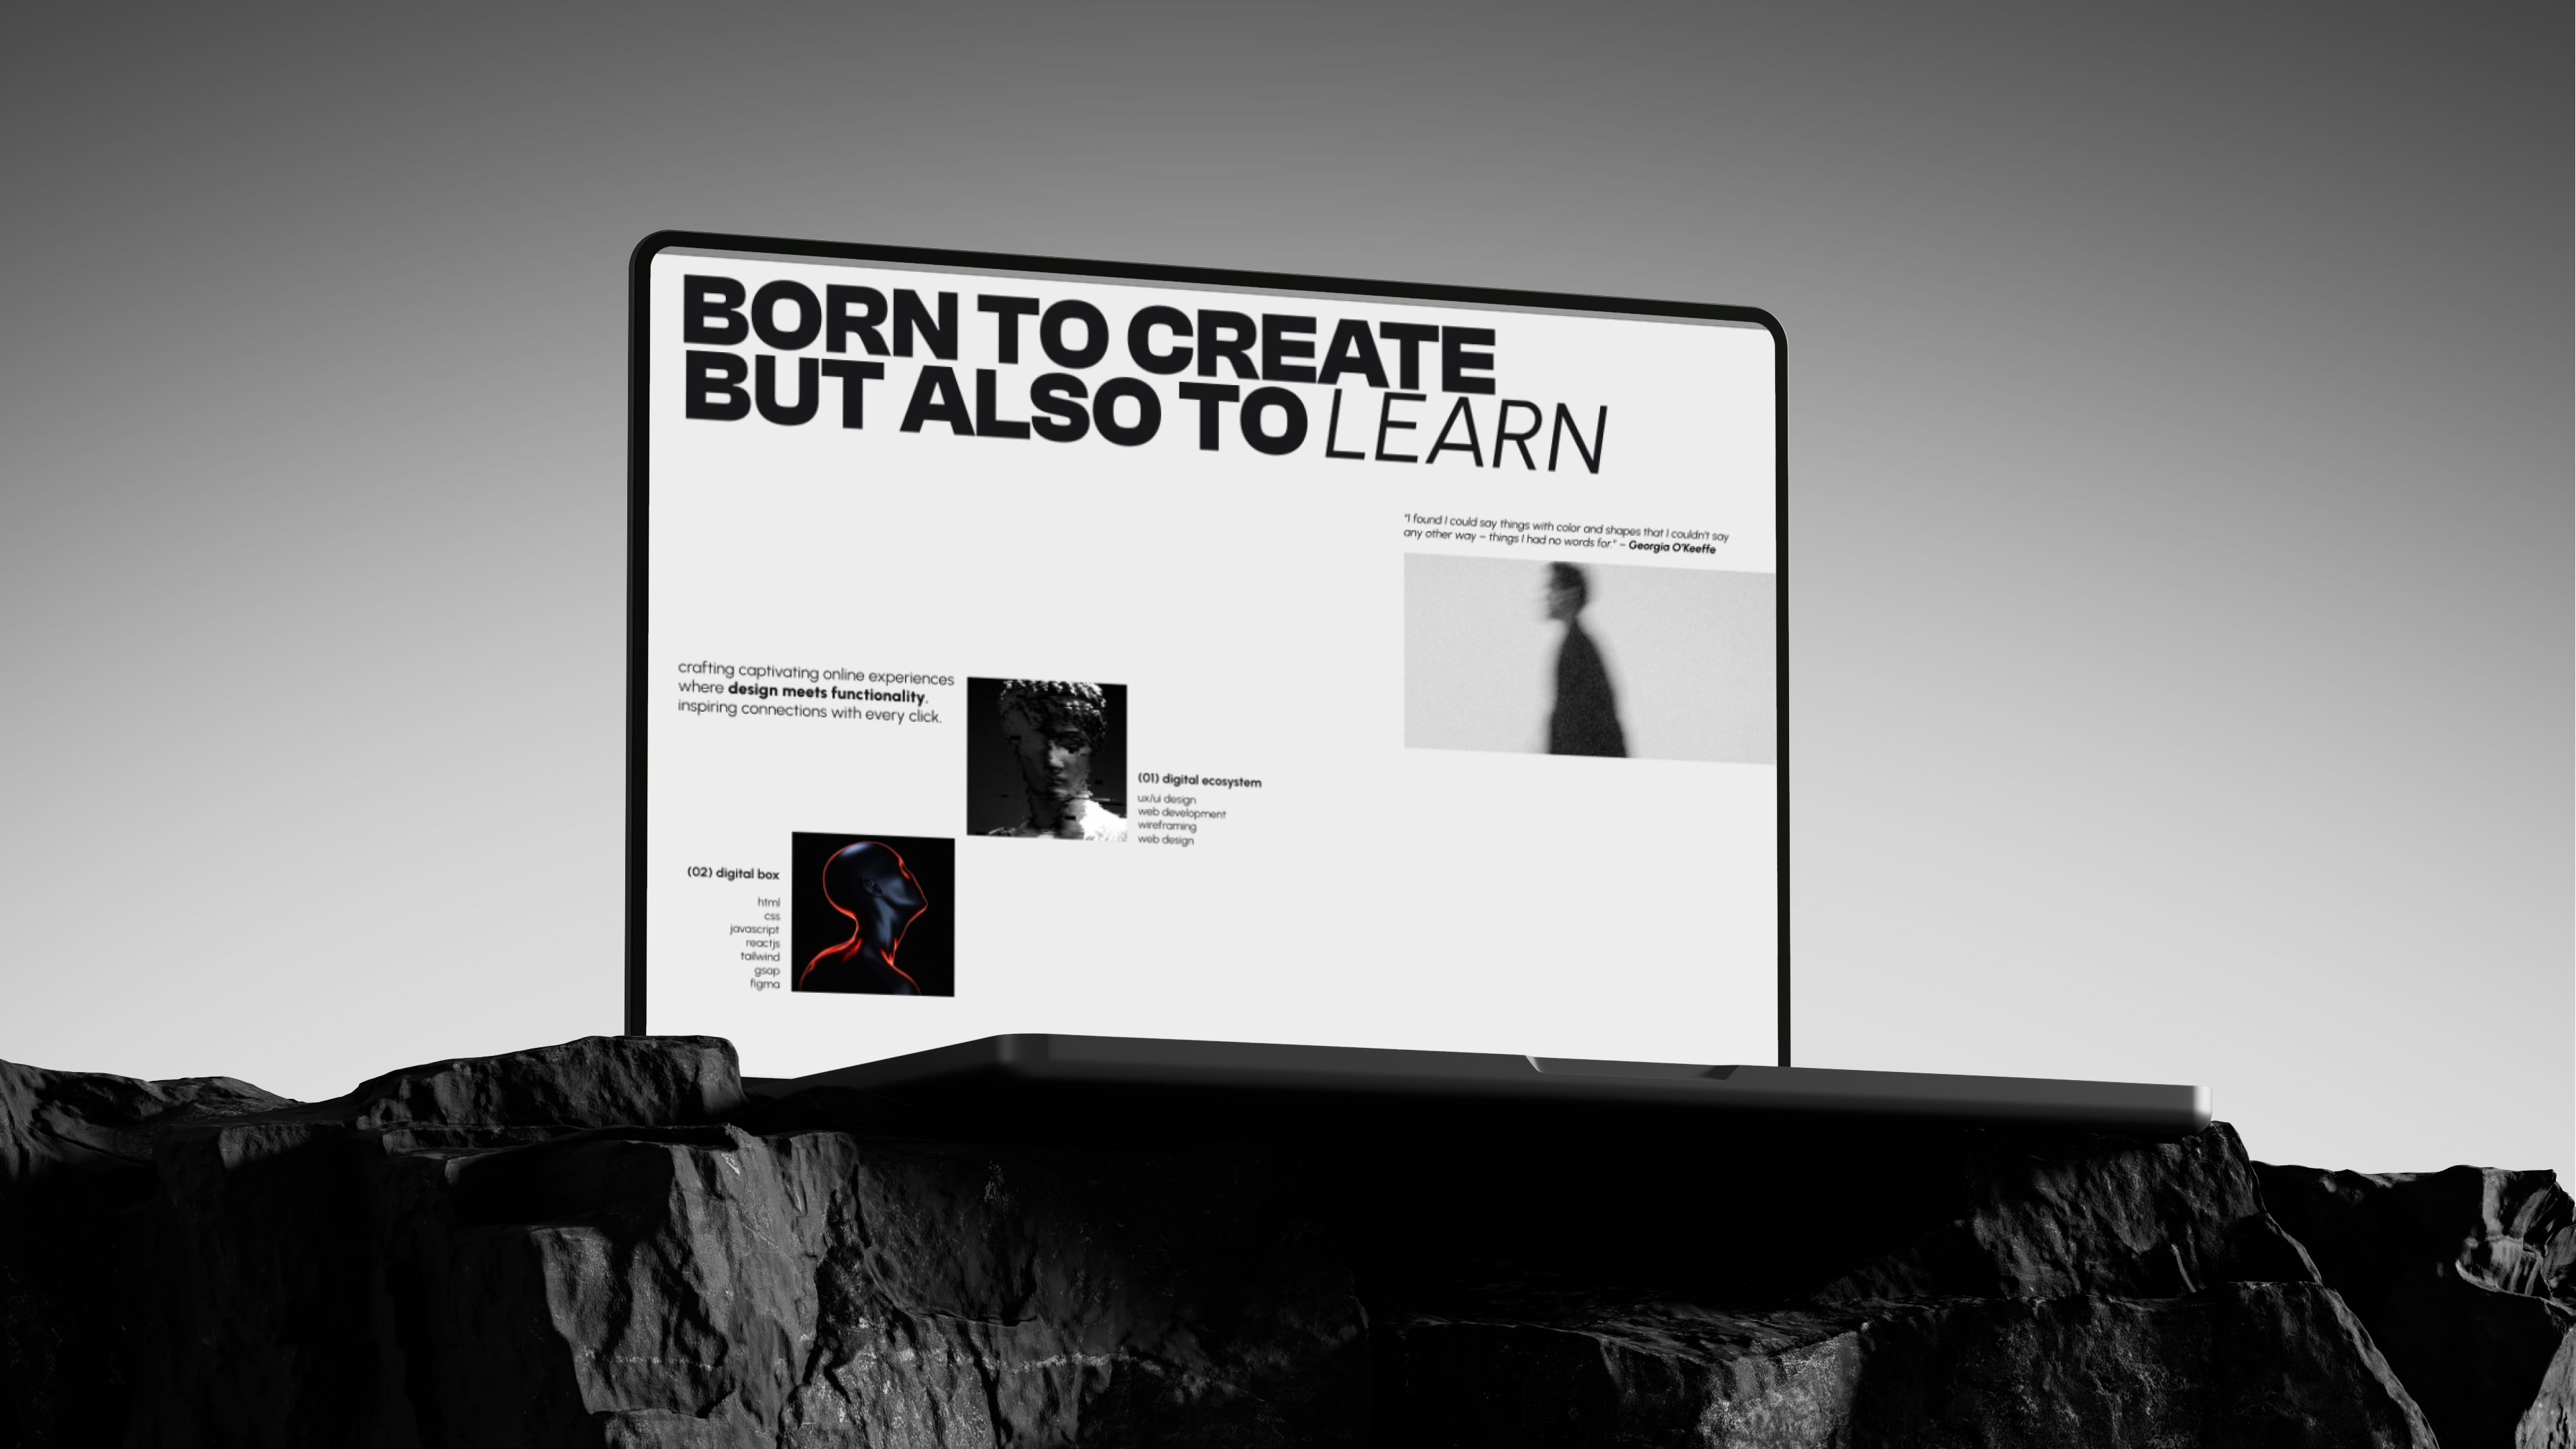 BORN TO CREATE
BUT ALSO TO LEARN
"I found I could say things with color and shapes that I couldn't say
any other way – things I had no words for." – Georgia O'Keeffe
crafting captivating online experiences
where design meets functionality,
inspiring connections with every click.
(01) digital ecosystem
ux/ui design
web development
wireframing
web design
(02) digital box
html
css
javascript
reactjs
tailwind
gsap
figma